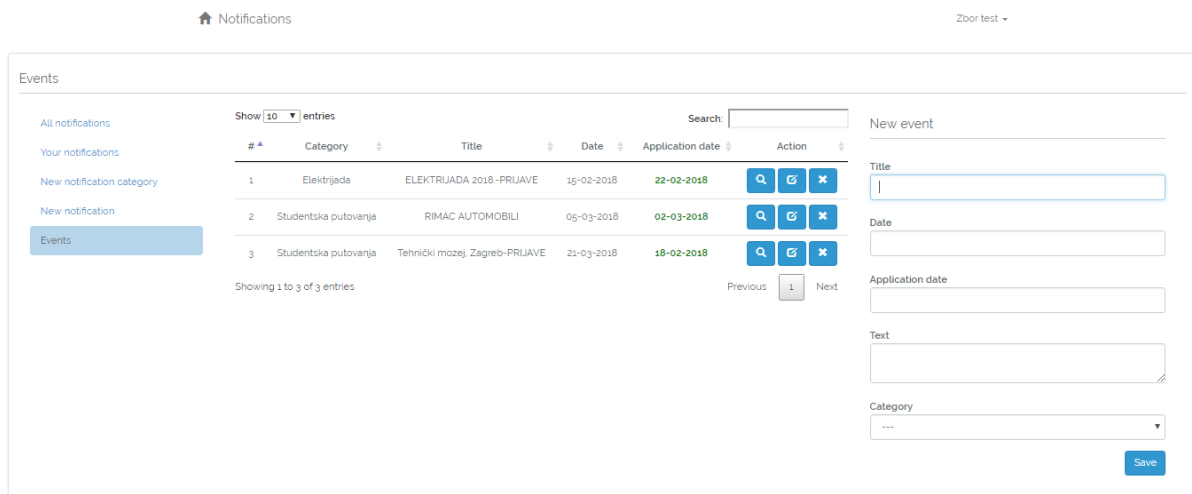 Notifications
Zbor test
Events
All notifications
Your notifications
New notification category
New notification
Events
Show 10 entries
Search:
# Category Title Date Application date Action
1 Elektrijada ELEKTRIJADA 2018.-PRIJAVE 15-02-2018 22-02-2018
2 Studentska putovanja RIMAC AUTOMOBILI 05-03-2018 02-03-2018
3 Studentska putovanja Tehnički mozej, Zagreb-PRIJAVE 21-03-2018 18-02-2018
Showing 1 to 3 of 3 entries
Previous 1 Next
New event
Title
Date
Application date
Text
Category
---
Save